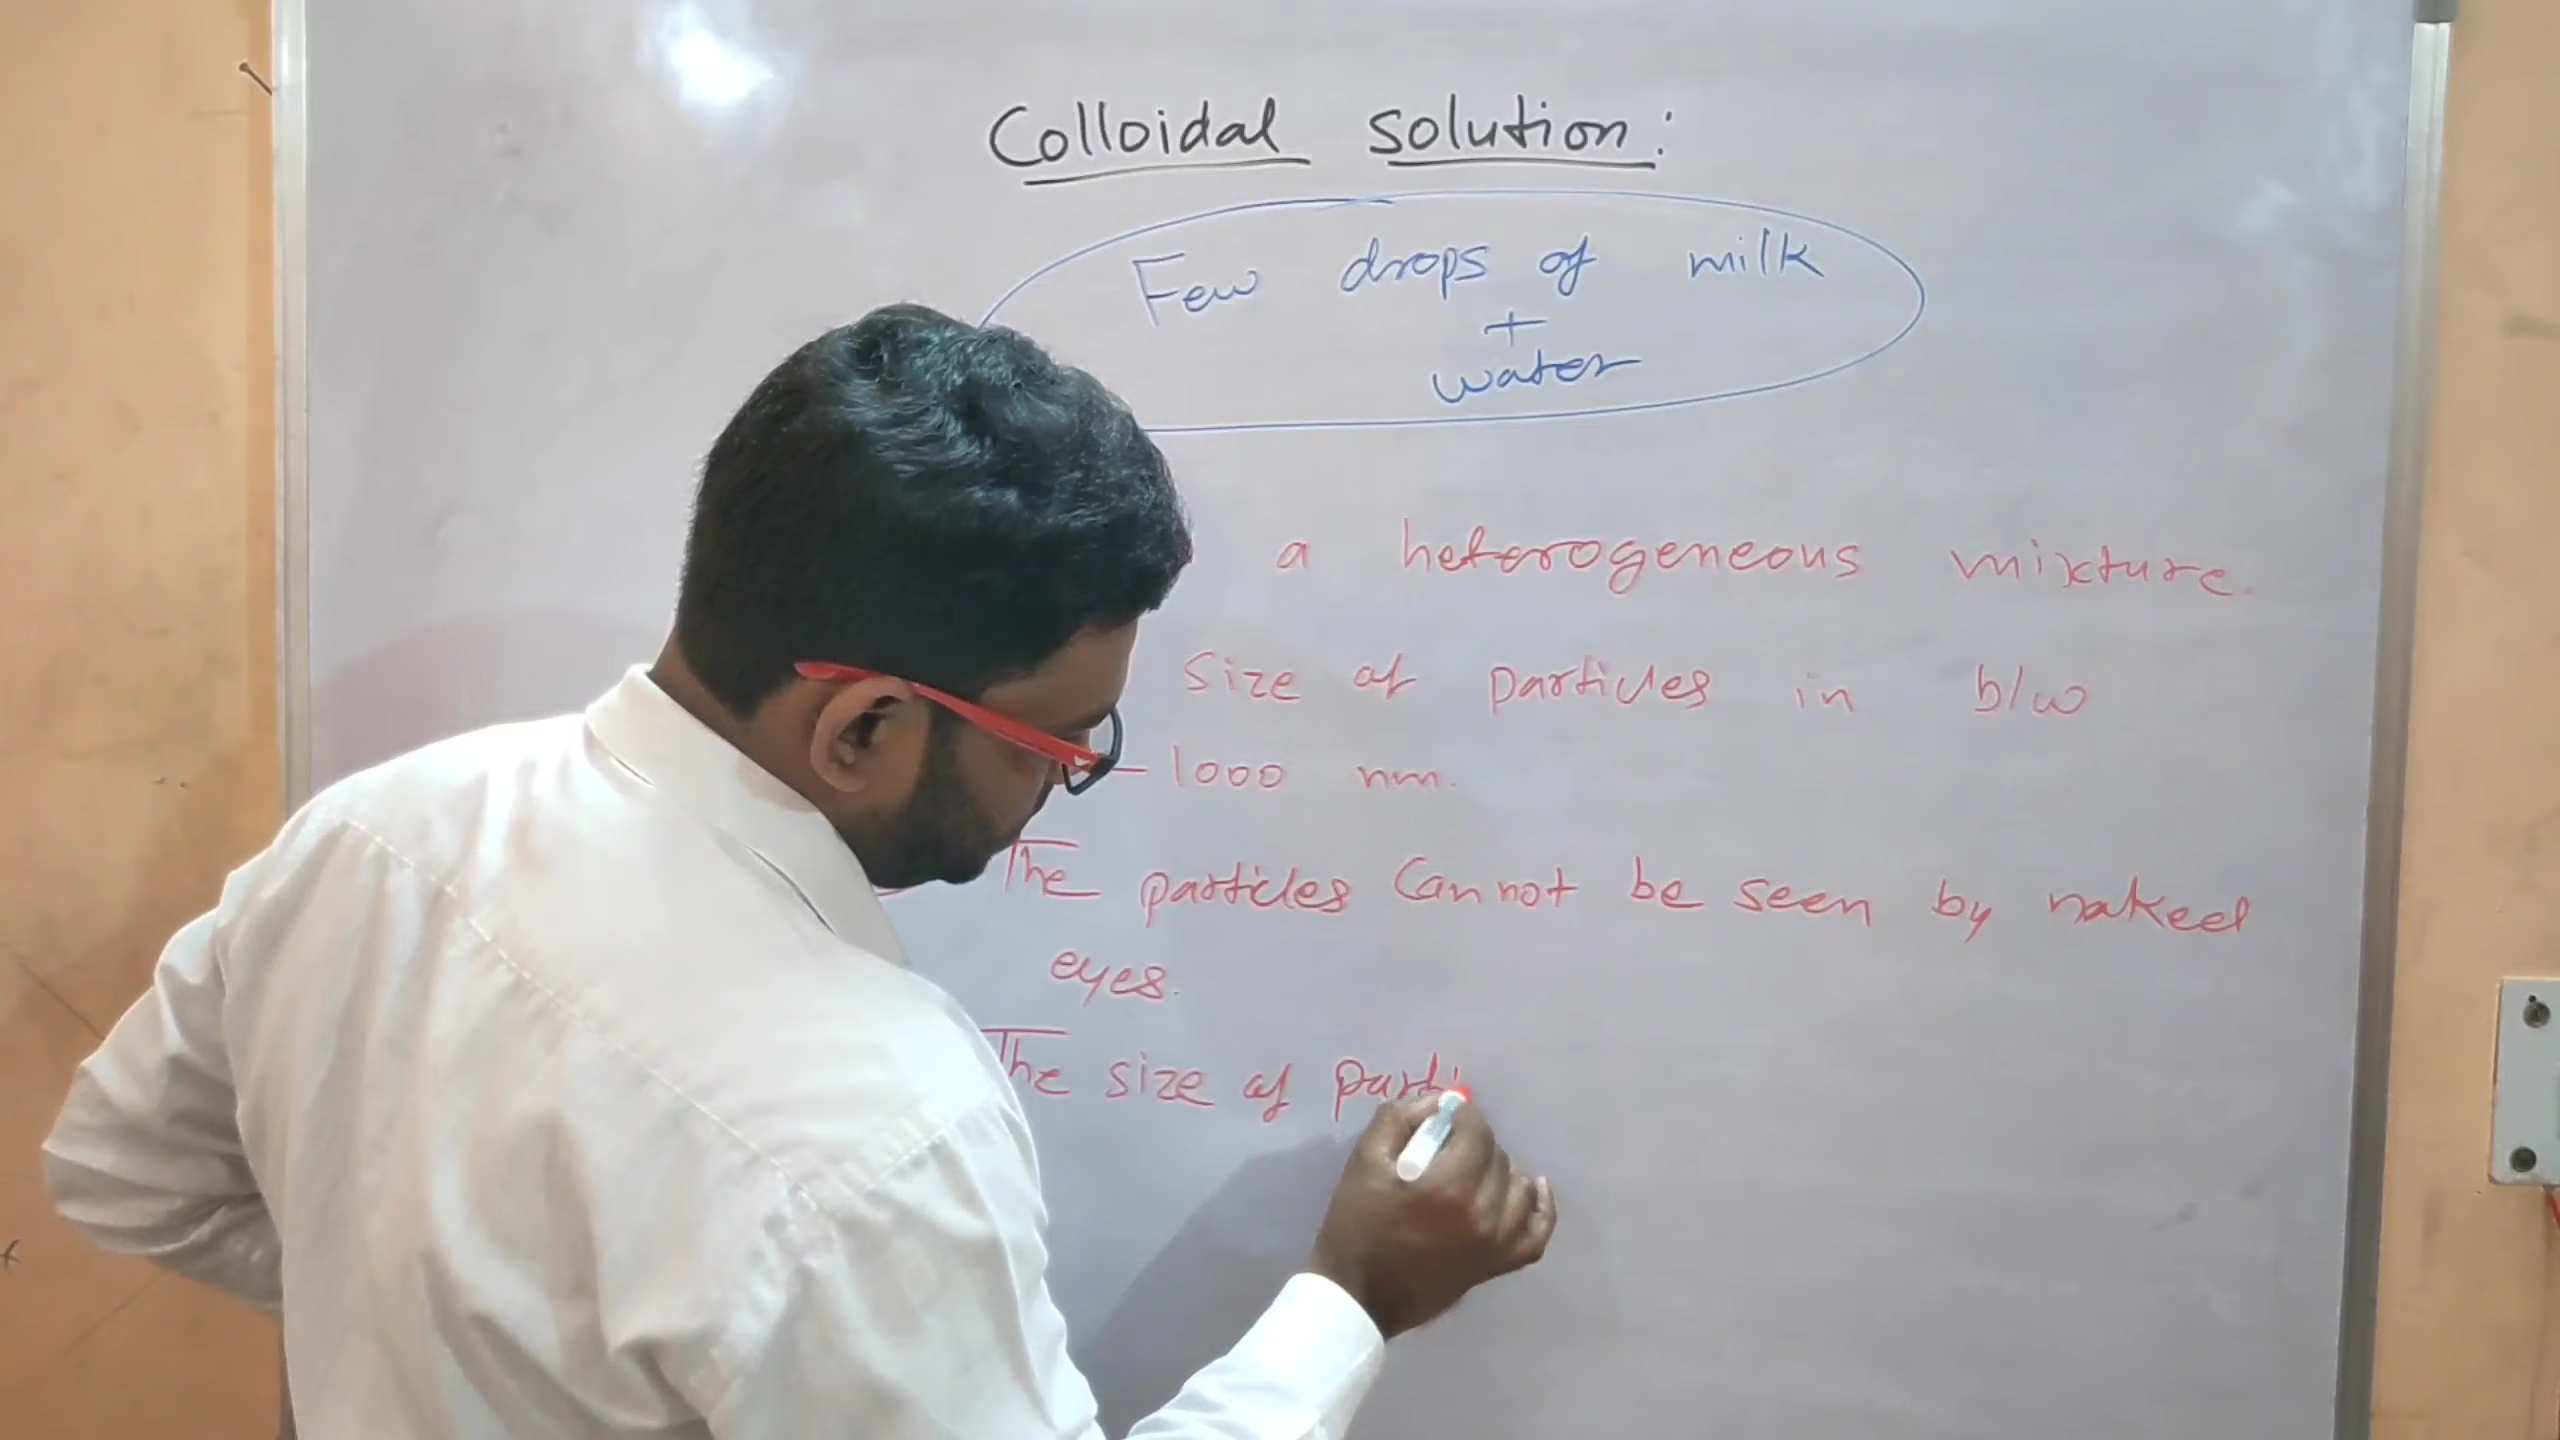 Colloidal solution:
Few drops of milk
+
water
a heterogeneous mixture.
Size of particles in b/w
– 1000 nm.
The particles Cannot be seen by naked
eyes.
The size of parti